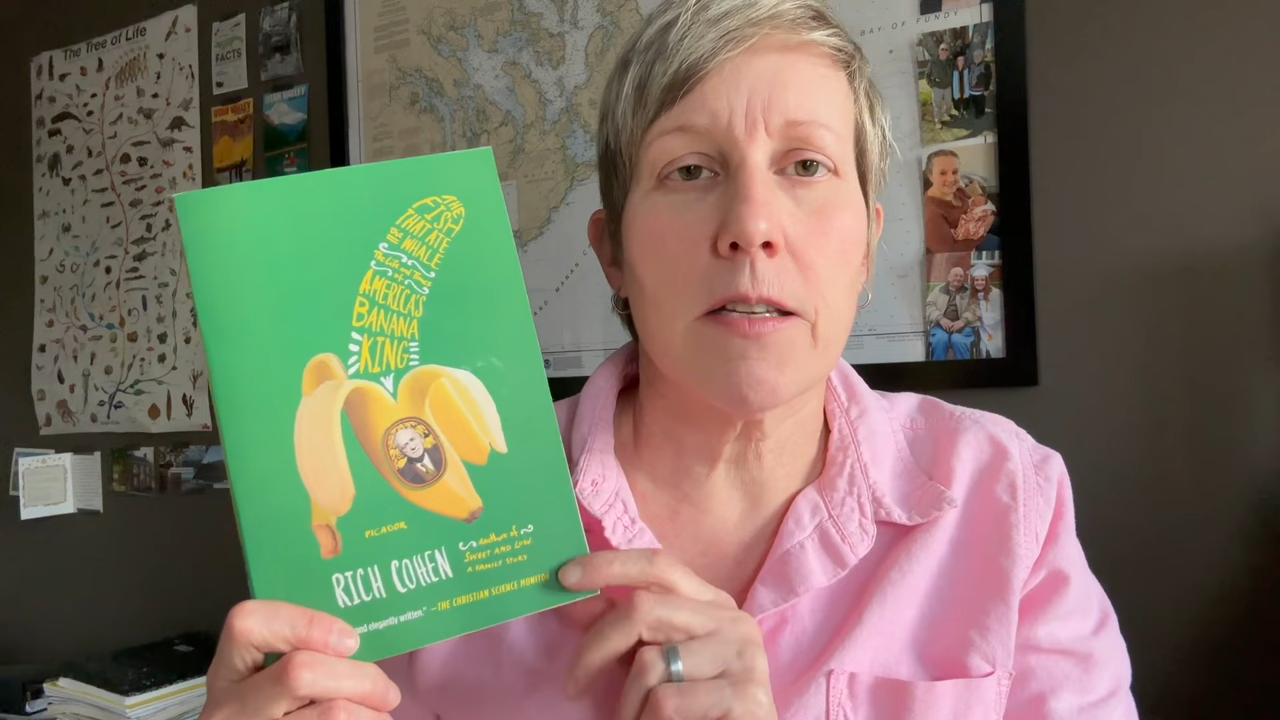 The Tree of Life
FACTS
BAY OF FUNDY
THE
FISH
THAT ATE
THE WHALE
The Life and Times
of
AMERICA'S
BANANA
KING
PICADOR
RICH COHEN
author of
SWEET AND LOW
A FAMILY STORY
and elegantly written." —THE CHRISTIAN SCIENCE MONITO